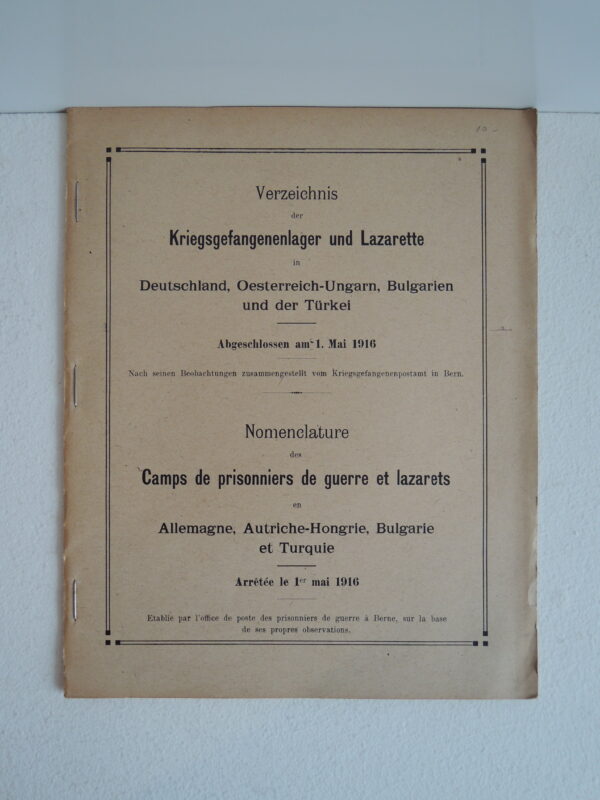 10 -
Verzeichnis
der
Kriegsgefangenenlager und Lazarette
in
Deutschland, Oesterreich-Ungarn, Bulgarien
und der Türkei
Abgeschlossen am 1. Mai 1916
Nach seinen Beobachtungen zusammengestellt vom Kriegsgefangenenpostamt in Bern.
Nomenclature
des
Camps de prisonniers de guerre et lazarets
en
Allemagne, Autriche-Hongrie, Bulgarie
et Turquie
Arrêtée le 1er mai 1916
Etablie par l'office de poste des prisonniers de guerre à Berne, sur la base
de ses propres observations.